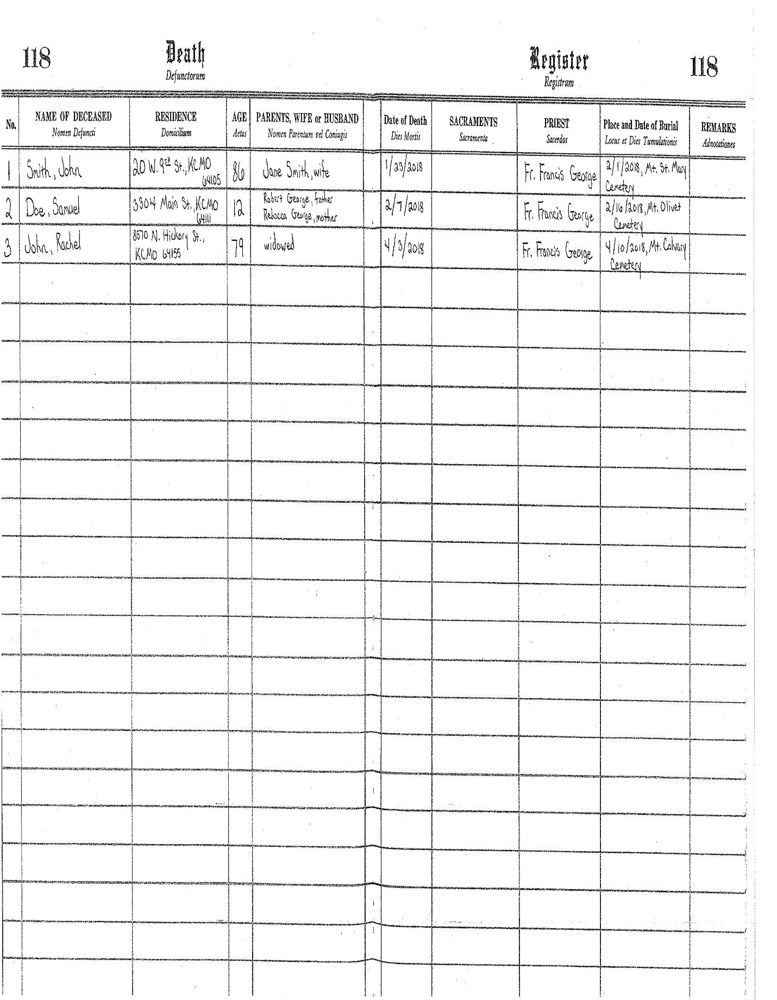 118 Death Register 118
Defunctorum Registrum
No. NAME OF DECEASED RESIDENCE AGE PARENTS, WIFE or HUSBAND Date of Death SACRAMENTS PRIEST Place and Date of Burial REMARKS
Nomen Defuncti Domicilium Aetas Nomen Parentum vel Coniugis Dies Mortis Sacramenta Sacerdos Locus et Dies Tumulationis Adnotationes
1 Smith, John 20 W. 9th St., KCMO 86 Jane Smith, wife 1/23/2018 Fr. Francis George 2/1/2018, Mt. St. Mary
64105 Cemetery
2 Doe, Samuel 3304 Main St., KCMO 12 Robert George, father 2/7/2018 Fr. Francis George 2/16/2018, Mt. Olivet
64111 Rebecca George, mother Cemetery
3 John, Rachel 8570 N. Hickory St., 79 widowed 4/3/2018 Fr. Francis George 4/10/2018, Mt. Calvary
KCMO 64155 Cemetery